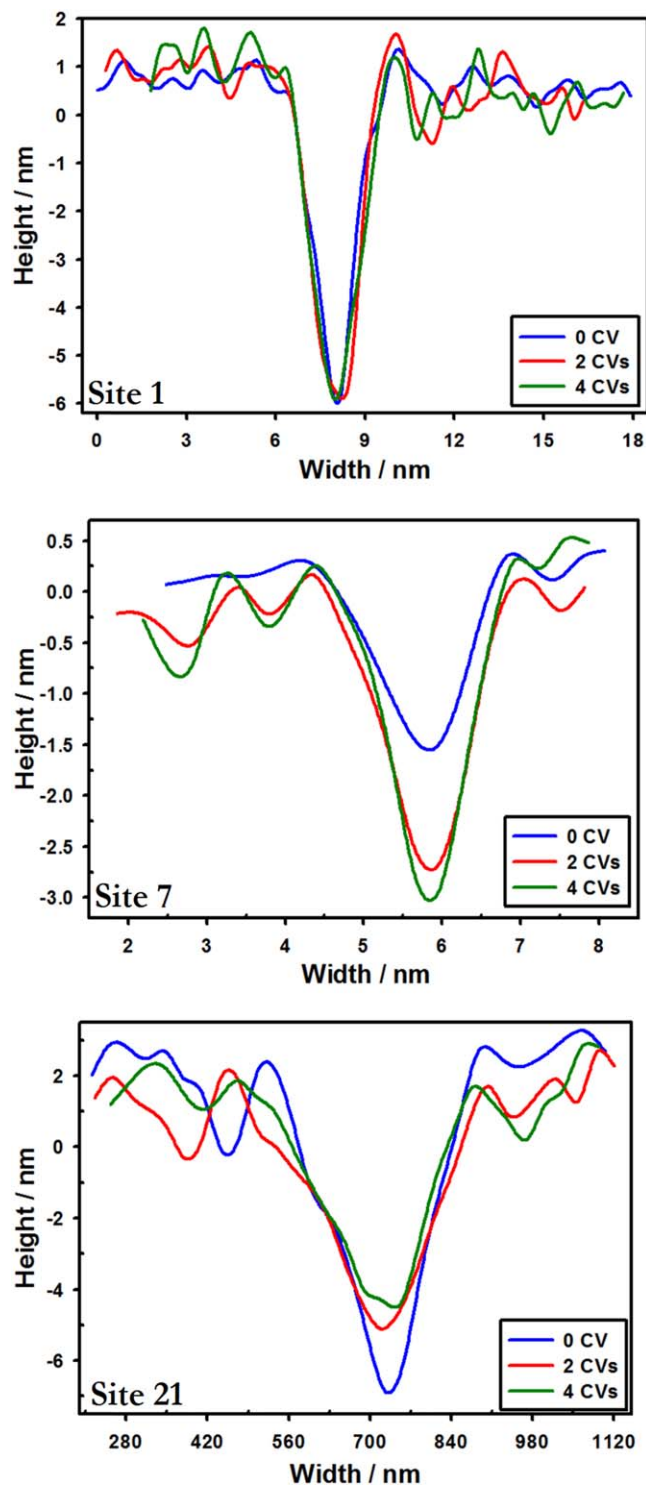 2
1
0
-1
-2
-3
-4
-5
-6
Height / nm
0 CV
2 CVs
4 CVs
Site 1
0 3 6 9 12 15 18
Width / nm
0.5
0.0
-0.5
-1.0
-1.5
-2.0
-2.5
-3.0
Height / nm
0 CV
2 CVs
4 CVs
Site 7
2 3 4 5 6 7 8
Width / nm
2
0
-2
-4
-6
Height / nm
0 CV
2 CVs
4 CVs
Site 21
280 420 560 700 840 980 1120
Width / nm